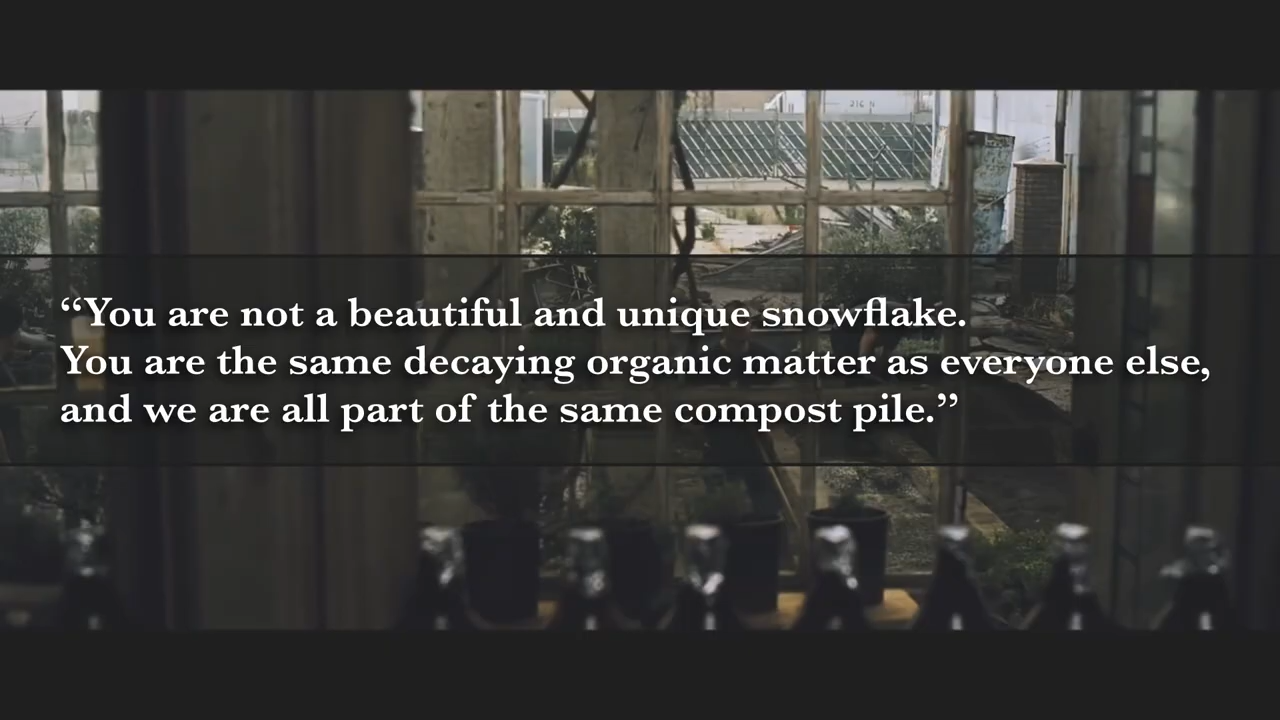 216 N
“You are not a beautiful and unique snowflake.
You are the same decaying organic matter as everyone else,
and we are all part of the same compost pile.”